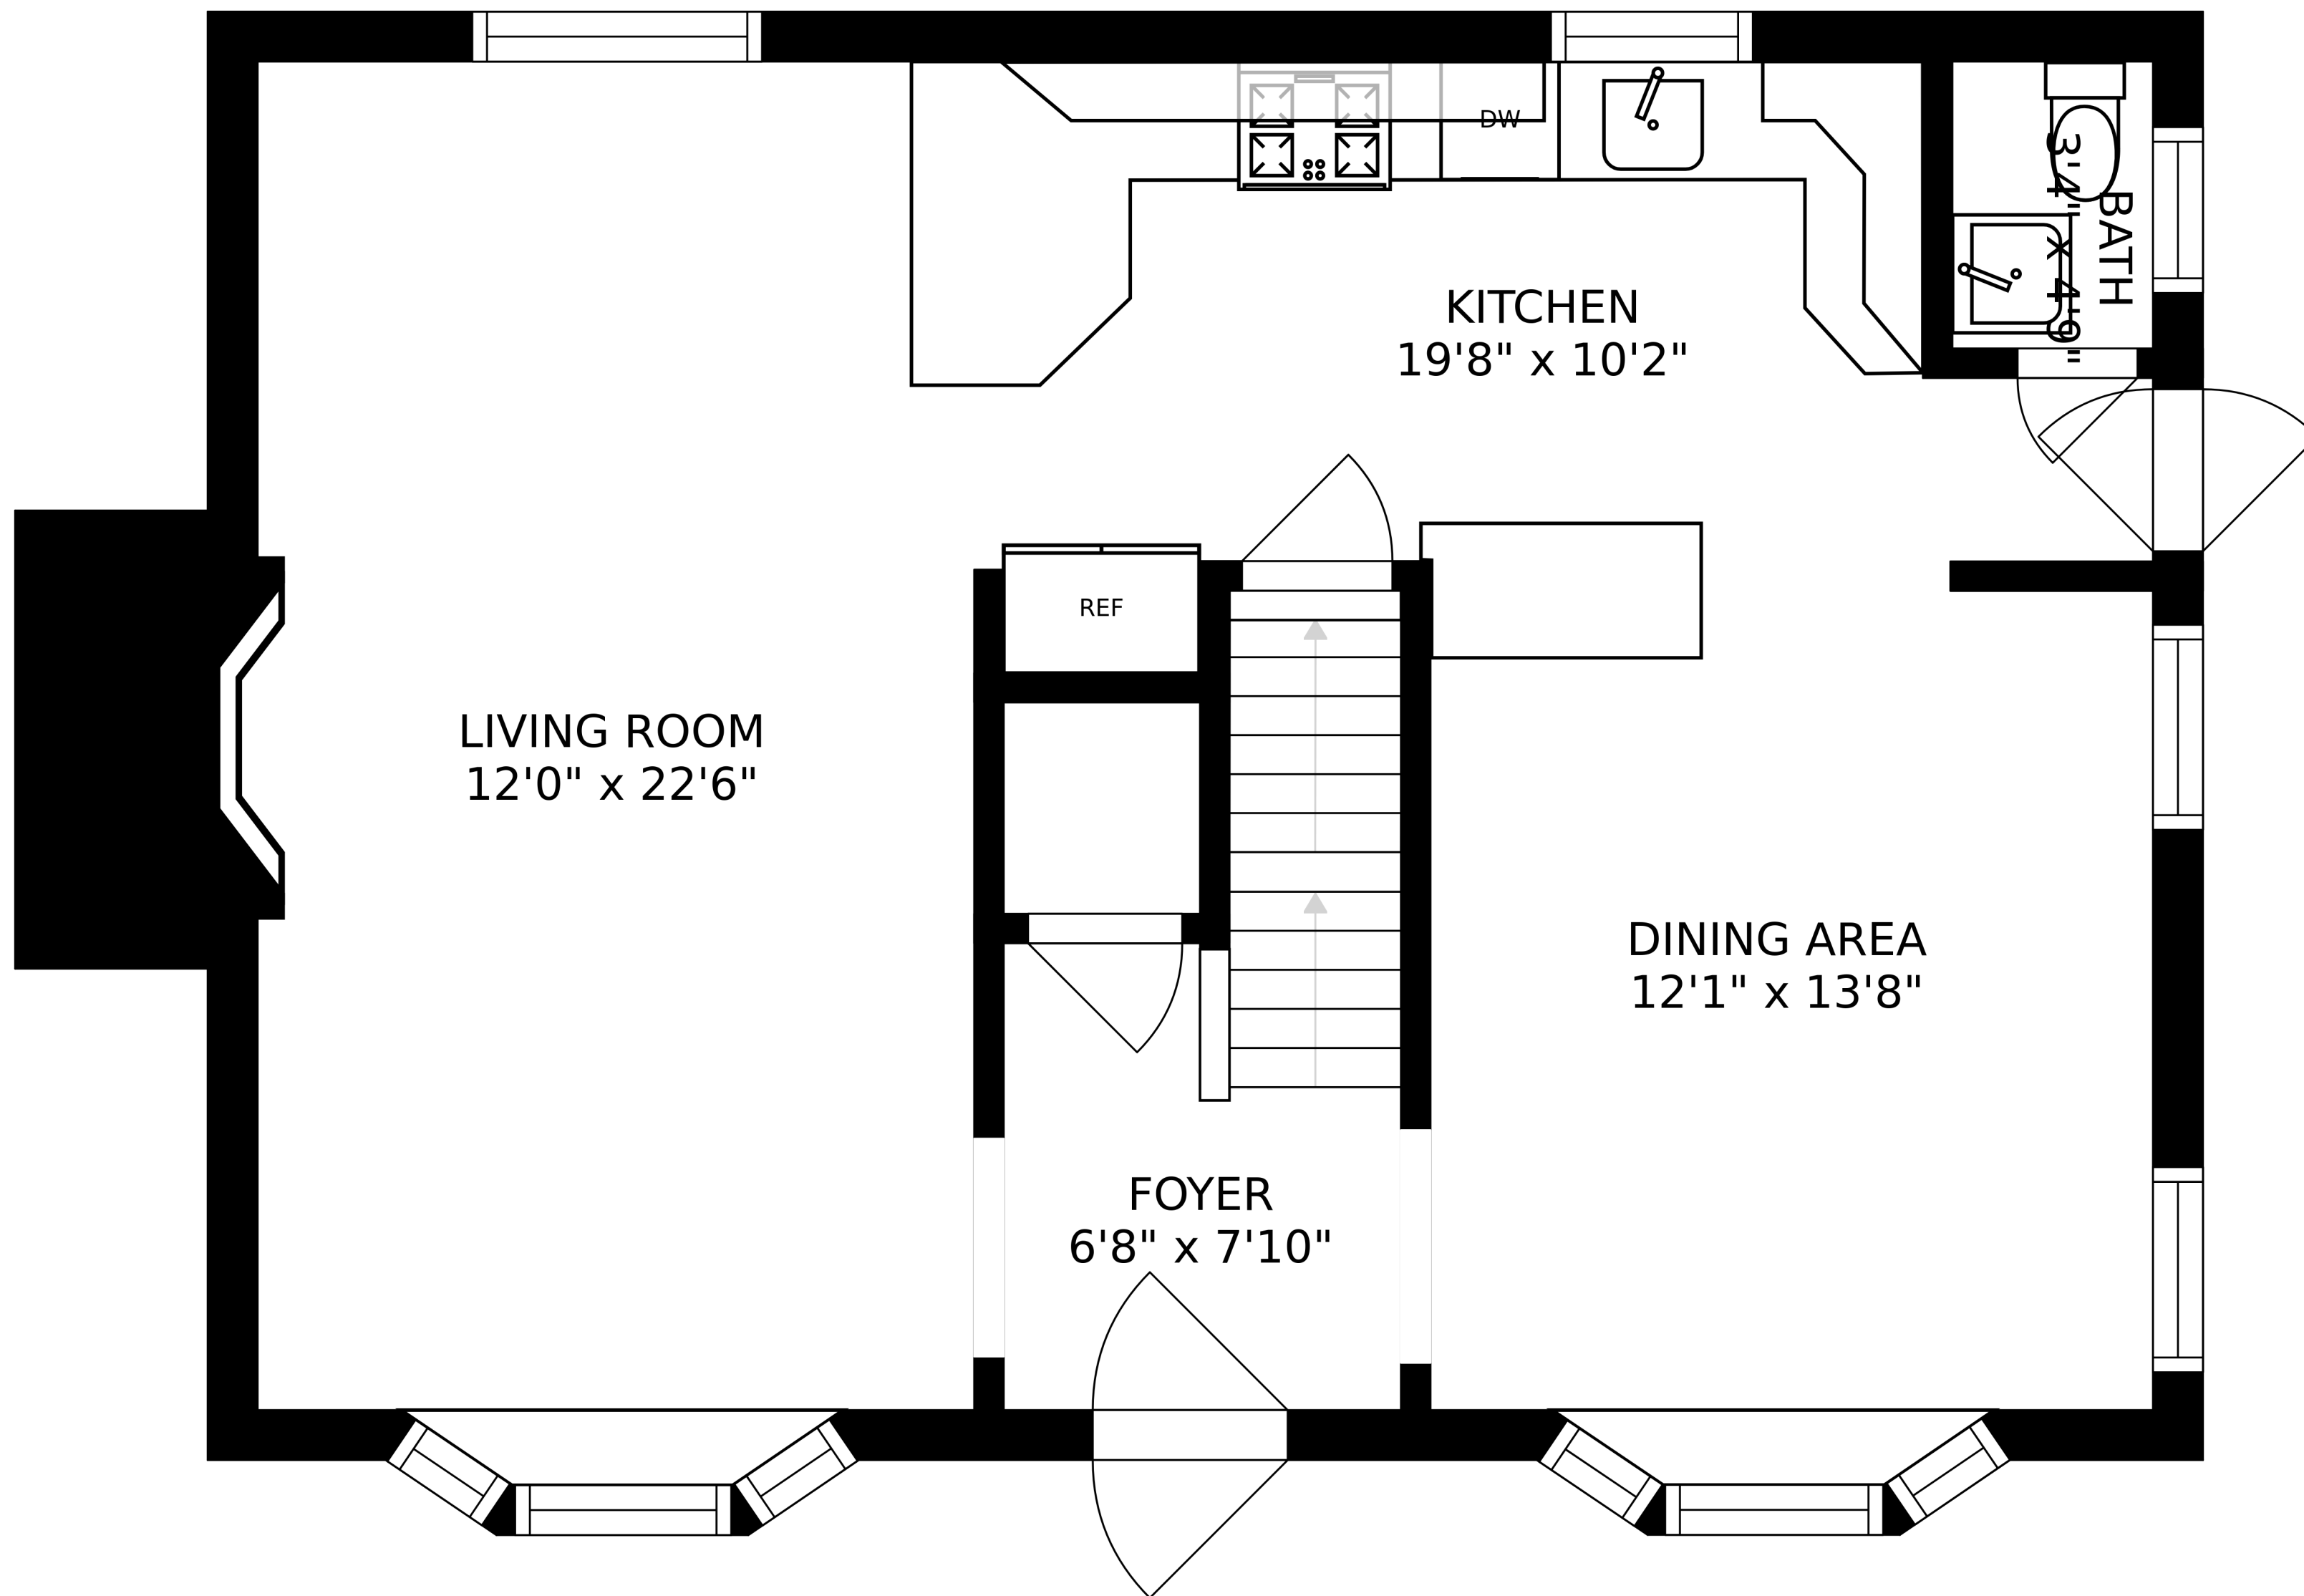 DW
BATH
3'4" x 4'9"
KITCHEN
19'8" x 10'2"
REF
LIVING ROOM
12'0" x 22'6"
DINING AREA
12'1" x 13'8"
FOYER
6'8" x 7'10"